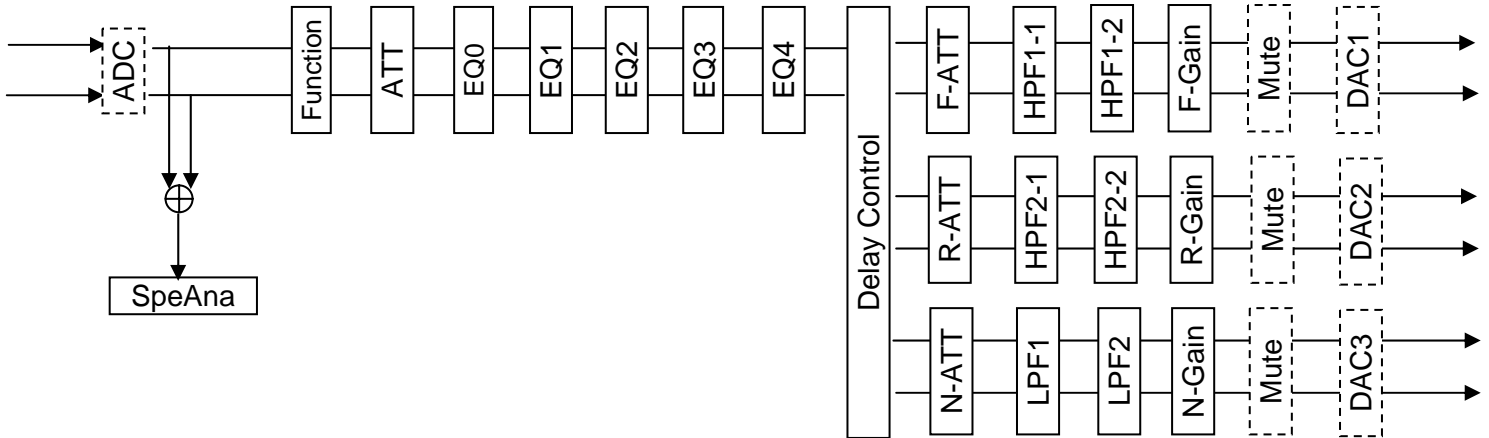 ADC
Function
ATT
EQ0
EQ1
EQ2
EQ3
EQ4
SpeAna
Delay Control
F-ATT
HPF1-1
HPF1-2
F-Gain
Mute
DAC1
R-ATT
HPF2-1
HPF2-2
R-Gain
Mute
DAC2
N-ATT
LPF1
LPF2
N-Gain
Mute
DAC3